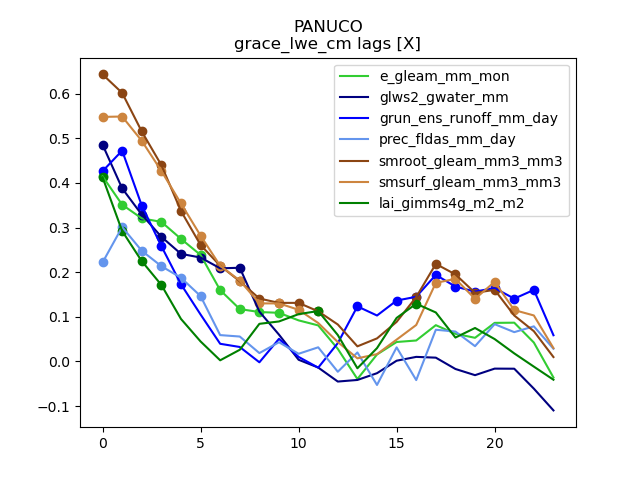 PANUCO
grace_lwe_cm lags [X]
e_gleam_mm_mon
glws2_gwater_mm
grun_ens_runoff_mm_day
prec_fldas_mm_day
smroot_gleam_mm3_mm3
smsurf_gleam_mm3_mm3
lai_gimms4g_m2_m2
0.6
0.5
0.4
0.3
0.2
0.1
0.0
−0.1
0 5 10 15 20